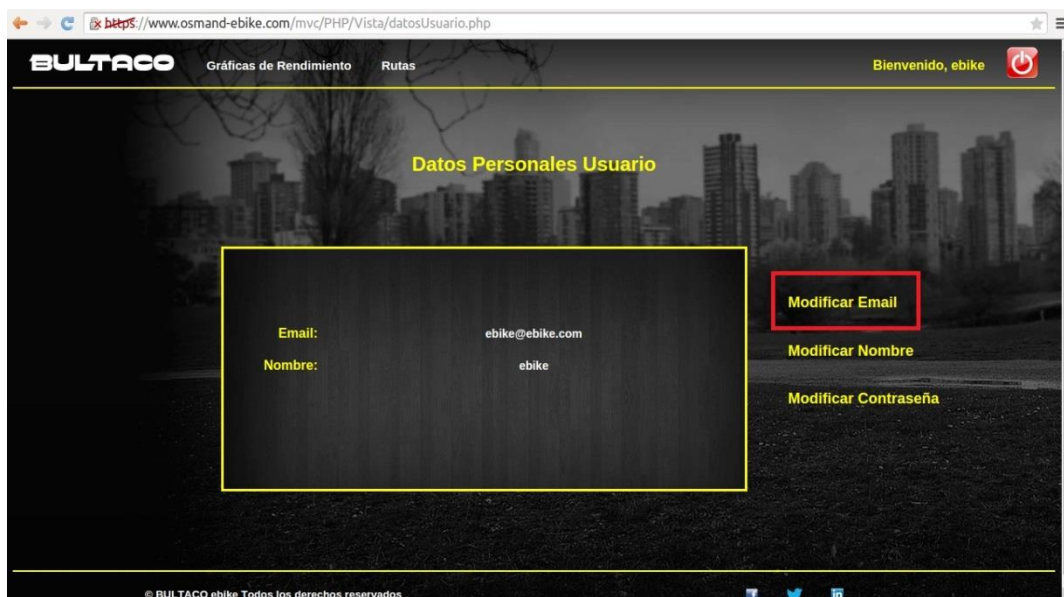 https://www.osmand-ebike.com/mvc/PHP/Vista/datosUsuario.php
BULTACO Gráficas de Rendimiento Rutas Bienvenido, ebike
Datos Personales Usuario
Modificar Email
Email: ebike@ebike.com
Modificar Nombre
Nombre: ebike
Modificar Contraseña
© BULTACO ebike Todos los derechos reservados
f in